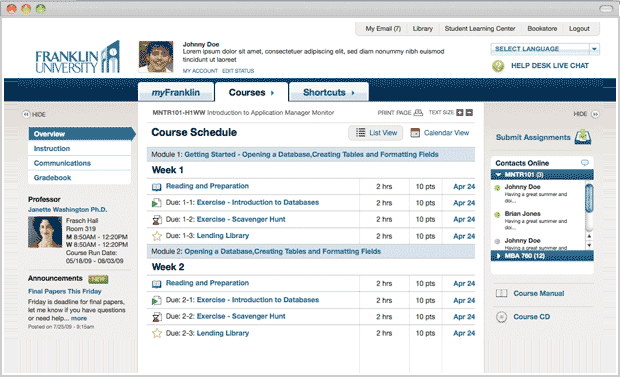 My Email (7) Library Student Learning Center Bookstore Logout
FRANKLIN
UNIVERSITY
Johnny Doe
Lorem ipsum dolor sit amet, consectetuer adipiscing elit, sed diam nonummy nibh euismod
tincidunt ut laoreet
MY ACCOUNT EDIT STATUS
SELECT LANGUAGE
HELP DESK LIVE CHAT
myFranklin Courses Shortcuts
HIDE
MNTR101-H1WW Introduction to Application Manager Monitor
PRINT PAGE TEXT SIZE
HIDE
Overview
Instruction
Communications
Gradebook
Professor
Janette Washington Ph.D.
Frasch Hall
Room 319
M 8:50AM - 12:20PM
W 8:50AM - 12:20PM
Course Run Date:
05/18/09 - 08/03/09
Announcements NEW
Final Papers This Friday
Friday is deadline for final papers,
let me know if you have questions
or need help... more
Posted on 7/25/09 - 9:15am
Course Schedule
List View Calendar View
Module 1: Getting Started - Opening a Database,Creating Tables and Formatting Fields
Week 1
Reading and Preparation 2 hrs 10 pts Apr 24
Due: 1-1: Exercise - Introduction to Databases 2 hrs 10 pts Apr 24
Due: 1-2: Exercise - Scavenger Hunt 2 hrs 10 pts Apr 24
Due: 1-3: Lending Library 2 hrs 10 pts Apr 24
Module 2: Opening a Database,Creating Tables and Formatting Fields
Week 2
Reading and Preparation 2 hrs 10 pts Apr 24
Due: 2-1: Exercise - Introduction to Databases 2 hrs 10 pts Apr 24
Due: 2-2: Exercise - Scavenger Hunt 2 hrs 10 pts Apr 24
Due: 2-3: Lending Library 2 hrs 10 pts Apr 24
Submit Assignments
Contacts Online
MNTR101 (3)
Johnny Doe
Having a great summer and
doi...
Brian Jones
Having a great summer and
doi...
Johnny Doe
Having a great summer and
MBA 760 (12)
Course Manual
Course CD